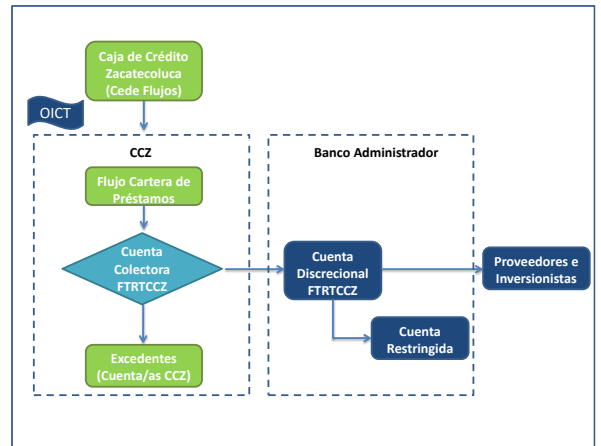 Caja de Crédito
Zacatecoluca
(Cede Flujos)
OICT
CCZ
Banco Administrador
Flujo Cartera de
Préstamos
Cuenta
Colectora
FTRTCCZ
Cuenta
Discrecional
FTRTCCZ
Proveedores e
Inversionistas
Cuenta
Restringida
Excedentes
(Cuenta/as CCZ)